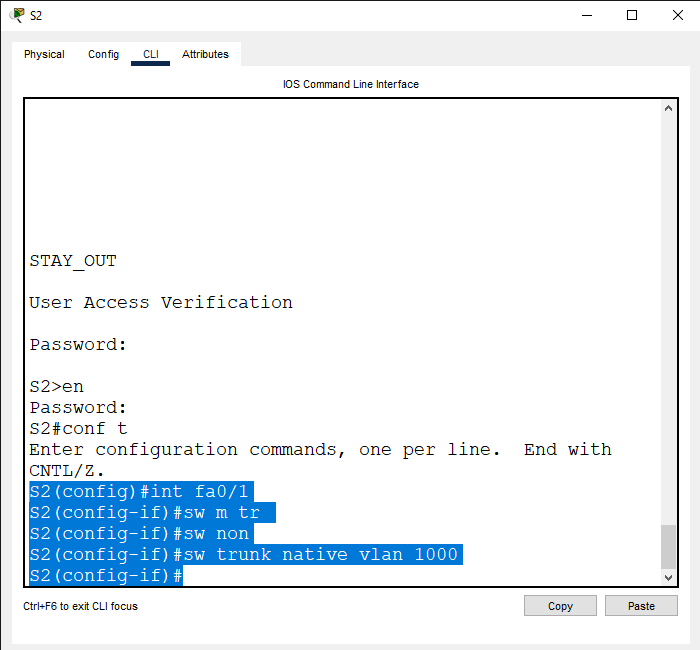 S2
Physical Config CLI Attributes
IOS Command Line Interface
STAY_OUT
User Access Verification
Password:
S2>en
Password:
S2#conf t
Enter configuration commands, one per line.  End with
CNTL/Z.
S2(config)#int fa0/1
S2(config-if)#sw m tr
S2(config-if)#sw non
S2(config-if)#sw trunk native vlan 1000
S2(config-if)#
Ctrl+F6 to exit CLI focus Copy Paste